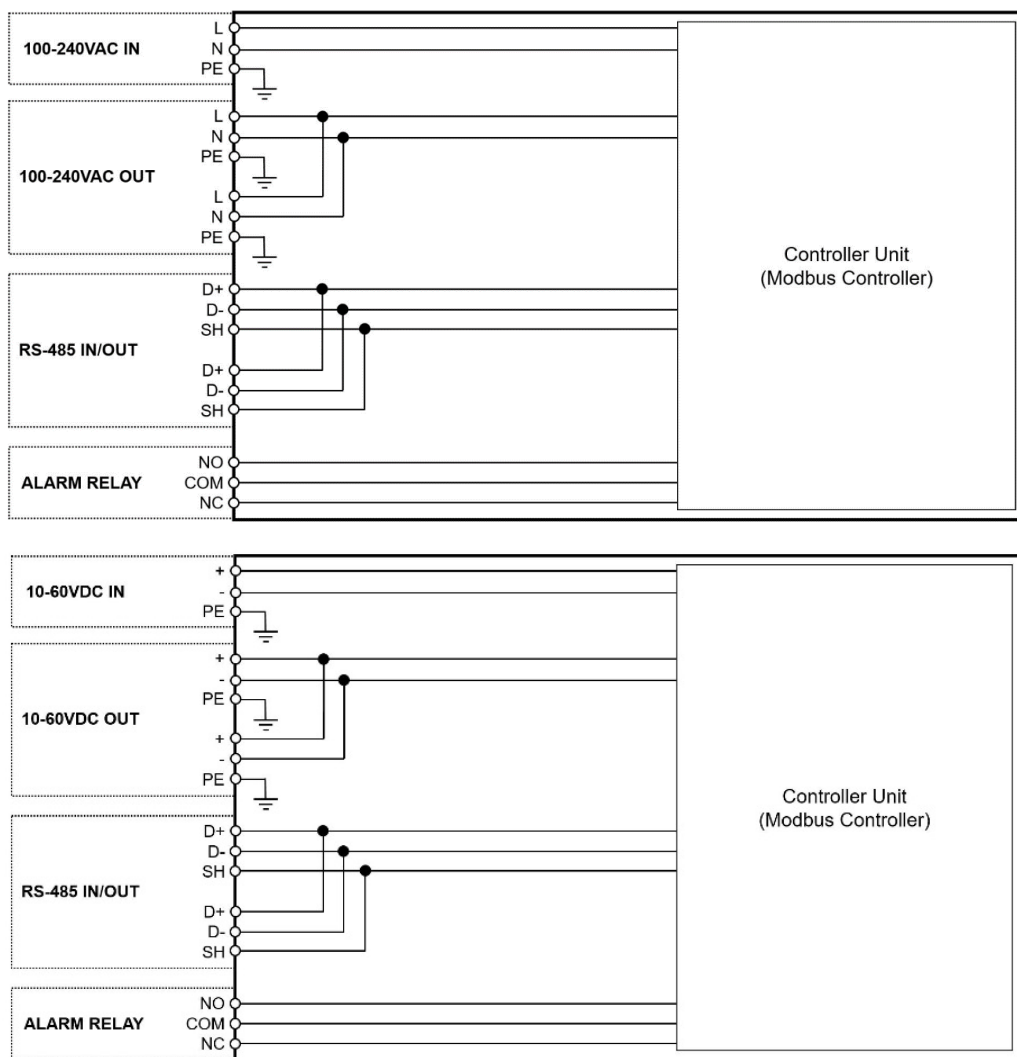 100-240VAC IN
L
N
PE
100-240VAC OUT
L
N
PE
L
N
PE
RS-485 IN/OUT
D+
D-
SH
D+
D-
SH
ALARM RELAY
NO
COM
NC
Controller Unit
(Modbus Controller)
10-60VDC IN
+
-
PE
10-60VDC OUT
+
-
PE
+
-
PE
RS-485 IN/OUT
D+
D-
SH
D+
D-
SH
ALARM RELAY
NO
COM
NC
Controller Unit
(Modbus Controller)